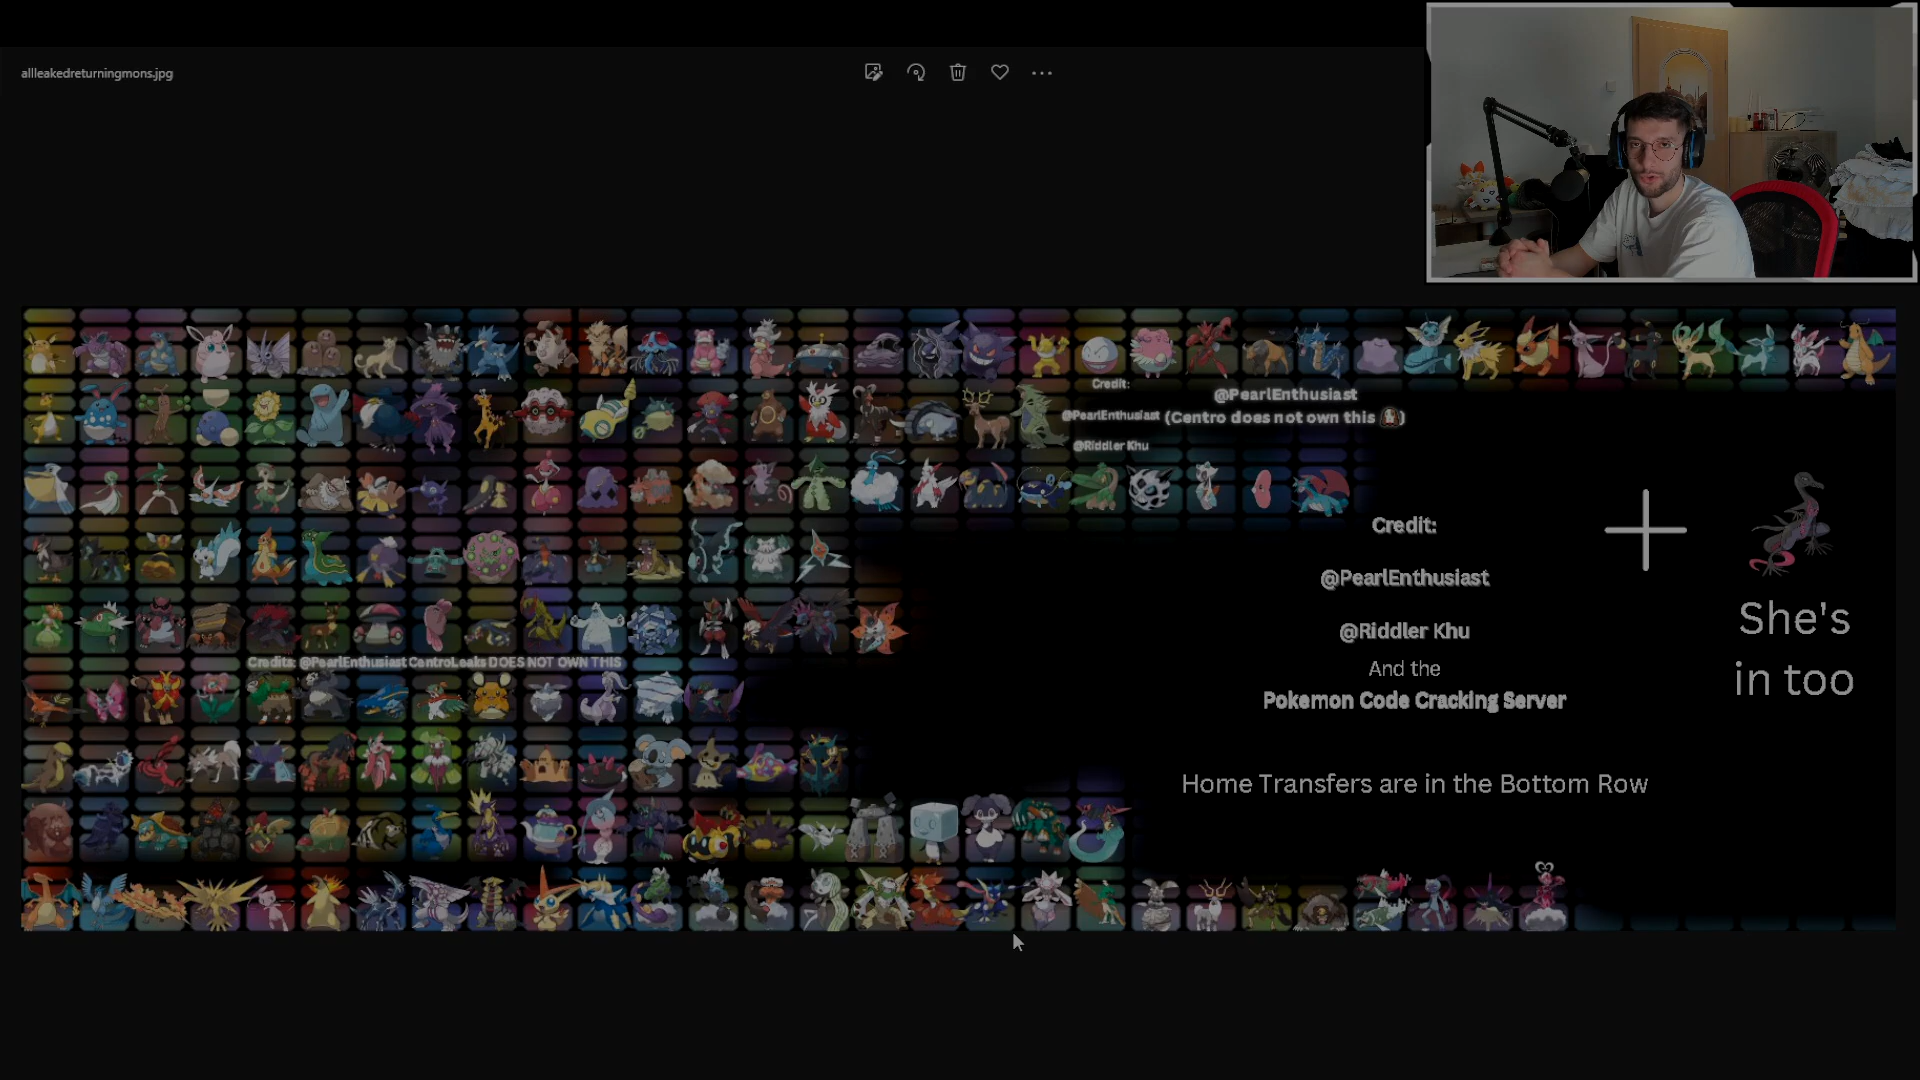 allleakedreturningmons.jpg
Credit:
@PearlEnthusiast
@PearlEnthusiast (Centro does not own this )
@Riddler Khu
Credit:
@PearlEnthusiast
@Riddler Khu
And the
Pokemon Code Cracking Server
She's
in too
Credits: @PearlEnthusiast CentroLeaks DOES NOT OWN THIS
Home Transfers are in the Bottom Row